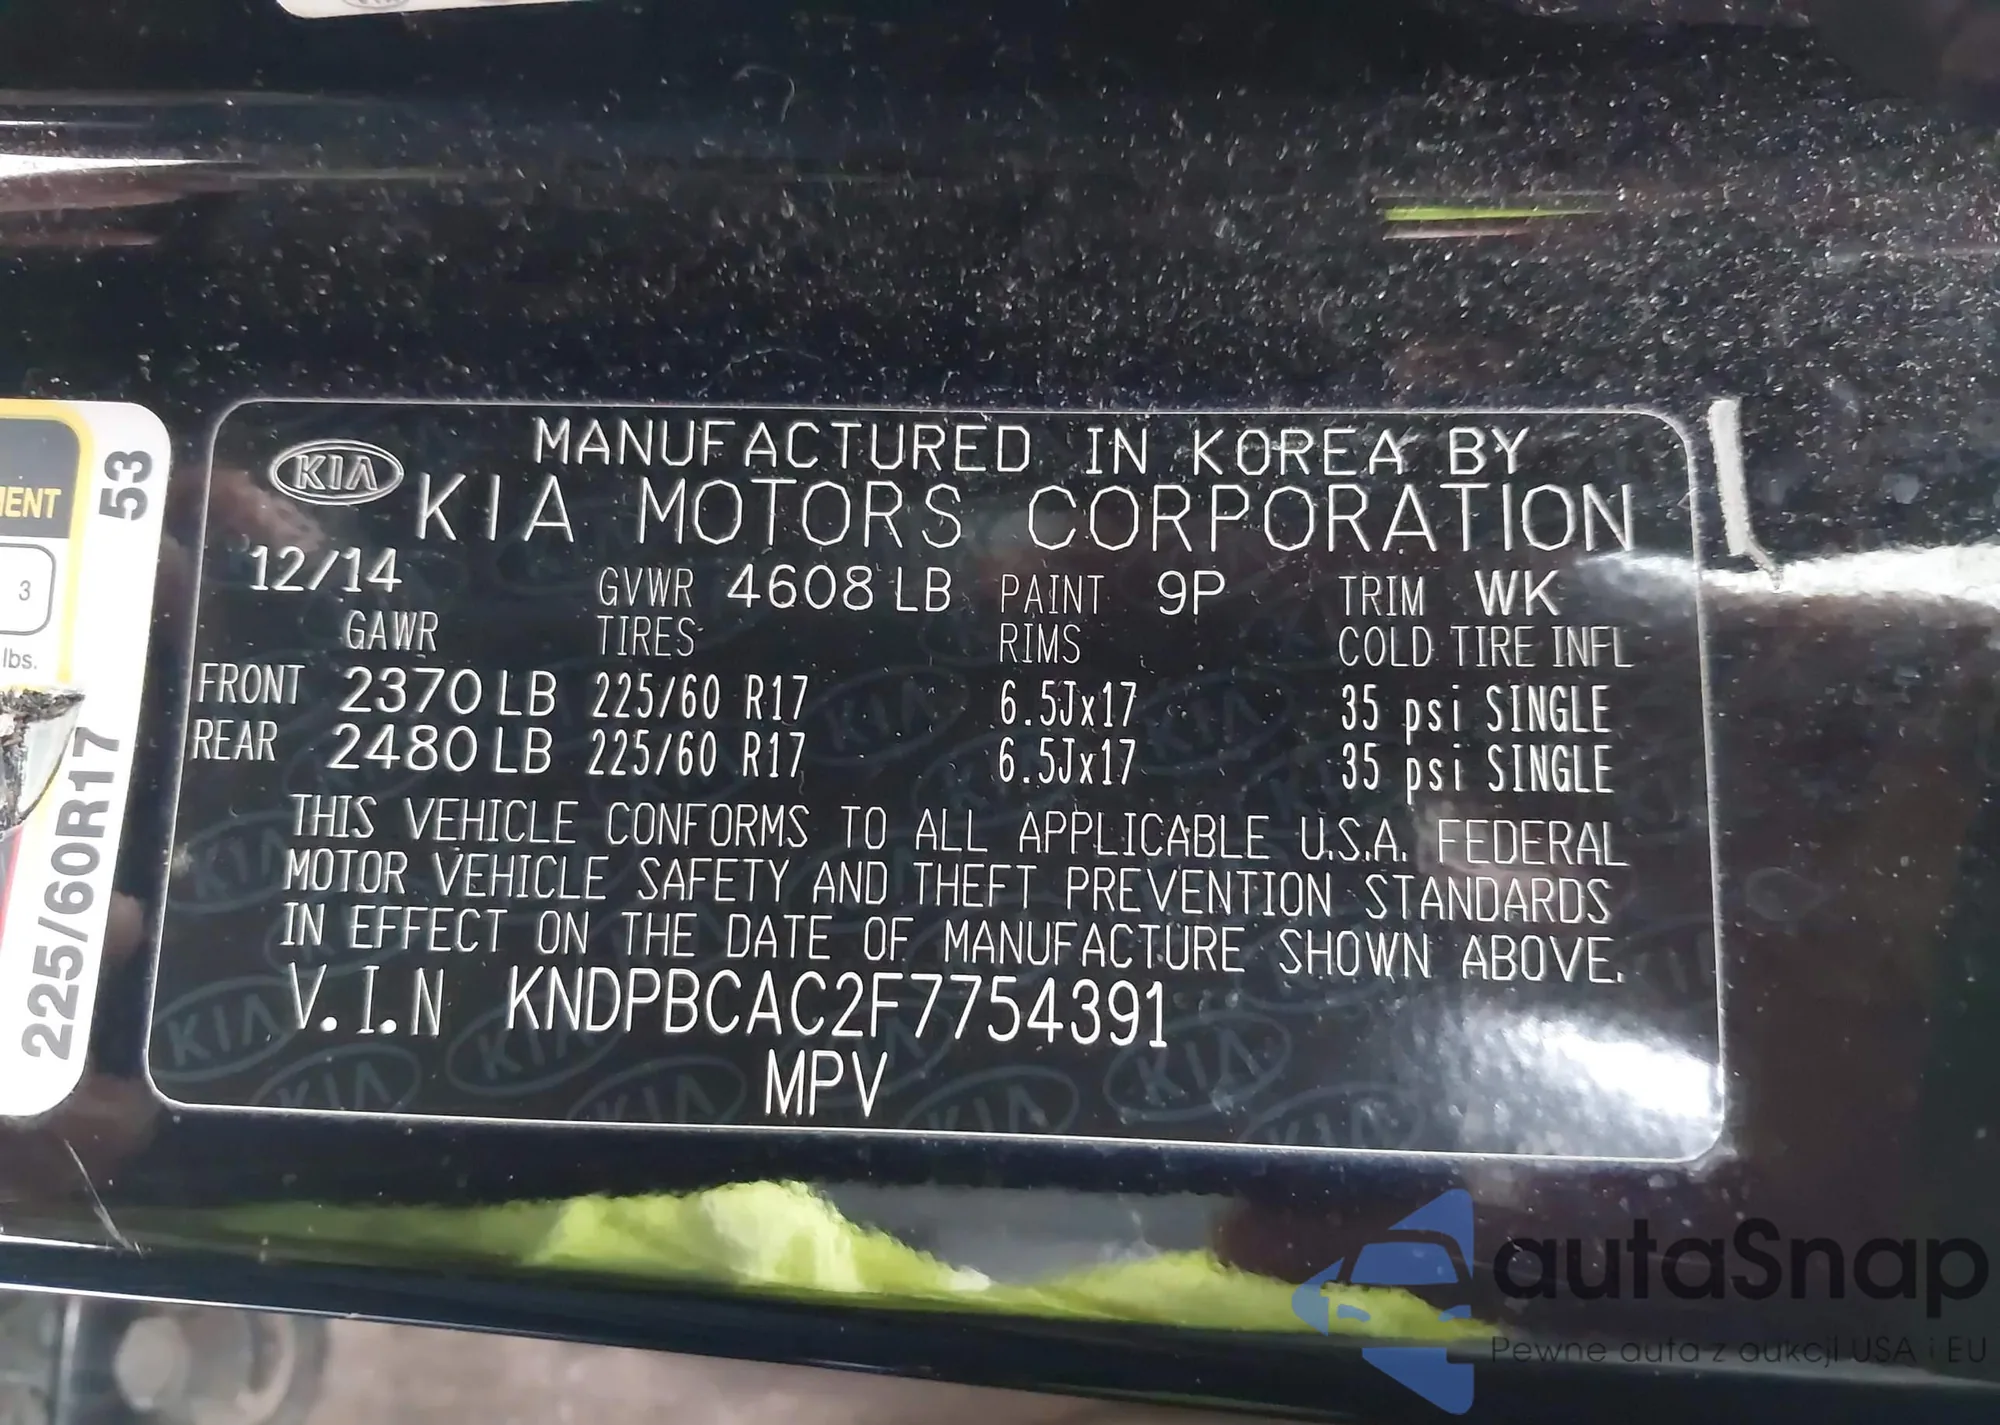 MENT
3
lbs.
53
225/60R17
KIA
MANUFACTURED IN KOREA BY
KIA MOTORS CORPORATION
12/14 GVWR 4608 LB PAINT 9P TRIM WK
GAWR TIRES RIMS COLD TIRE INFL
FRONT 2370 LB 225/60 R17 6.5Jx17 35 psi SINGLE
REAR 2480 LB 225/60 R17 6.5Jx17 35 psi SINGLE
THIS VEHICLE CONFORMS TO ALL APPLICABLE U.S.A. FEDERAL
MOTOR VEHICLE SAFETY AND THEFT PREVENTION STANDARDS
IN EFFECT ON THE DATE OF MANUFACTURE SHOWN ABOVE.
V.I.N KNDPBCAC2F7754391
MPV
autaSnap
Pewne auta z aukcji USA i EU